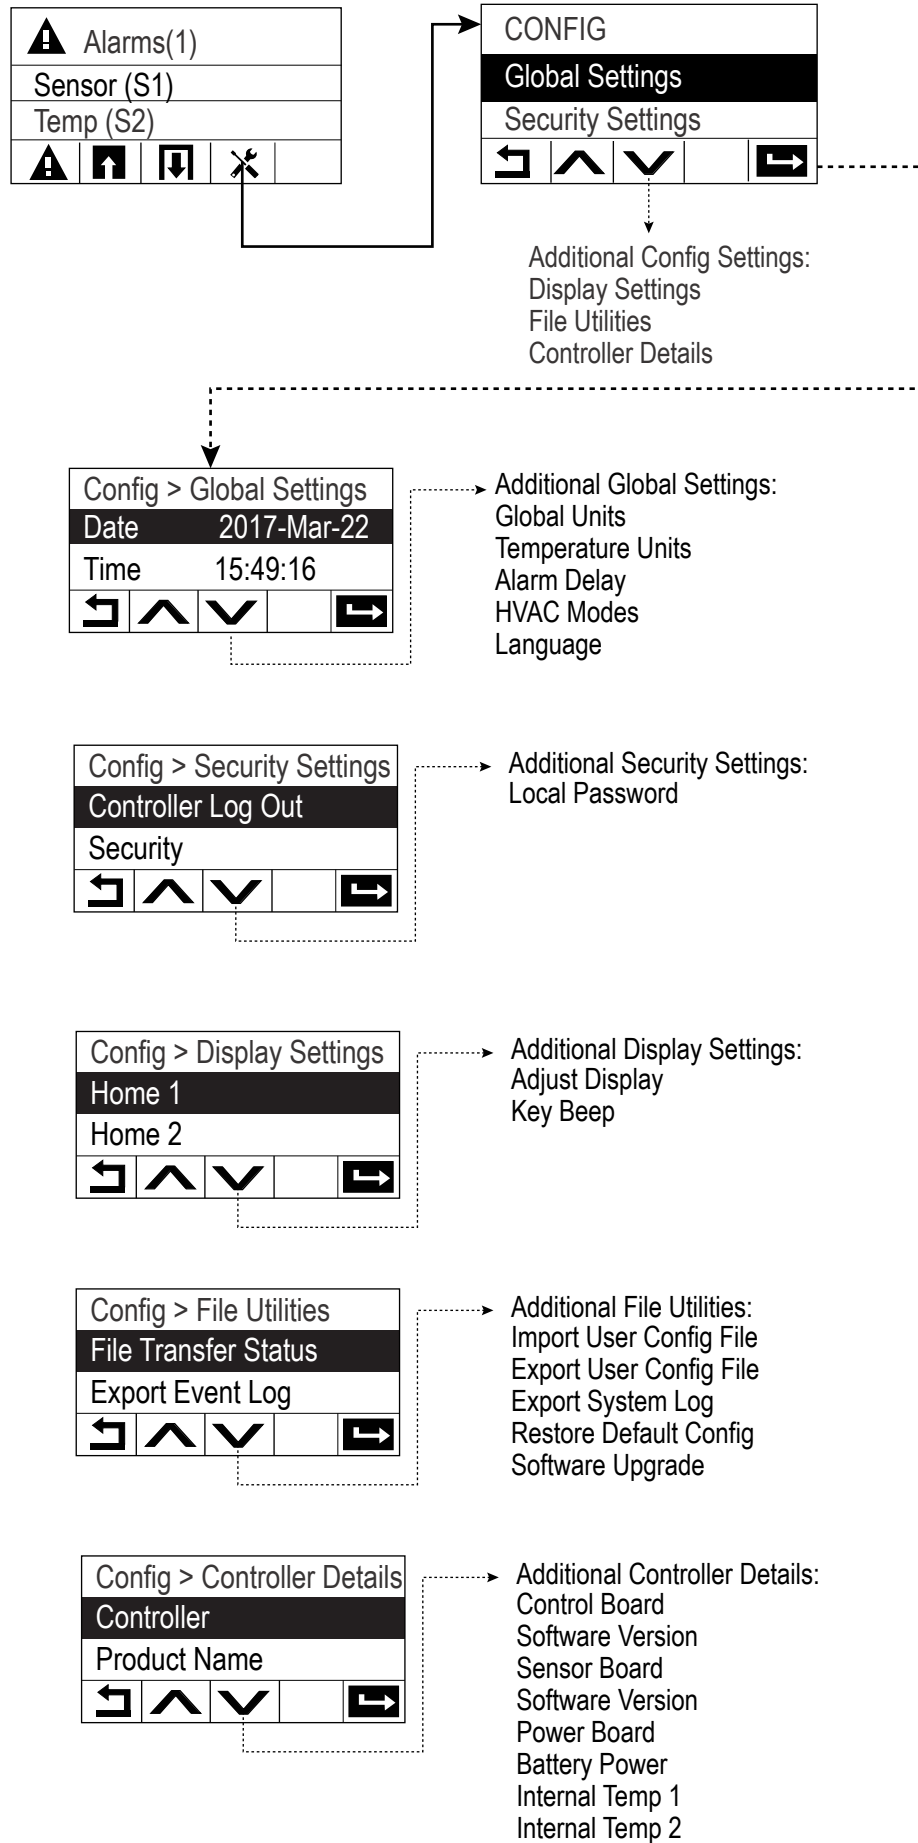 Alarms(1)
Sensor (S1)
Temp (S2)
CONFIG
Global Settings
Security Settings
Additional Config Settings:
Display Settings
File Utilities
Controller Details
Config > Global Settings
Date 2017-Mar-22
Time 15:49:16
Additional Global Settings:
Global Units
Temperature Units
Alarm Delay
HVAC Modes
Language
Config > Security Settings
Controller Log Out
Security
Additional Security Settings:
Local Password
Config > Display Settings
Home 1
Home 2
Additional Display Settings:
Adjust Display
Key Beep
Config > File Utilities
File Transfer Status
Export Event Log
Additional File Utilities:
Import User Config File
Export User Config File
Export System Log
Restore Default Config
Software Upgrade
Config > Controller Details
Controller
Product Name
Additional Controller Details:
Control Board
Software Version
Sensor Board
Software Version
Power Board
Battery Power
Internal Temp 1
Internal Temp 2